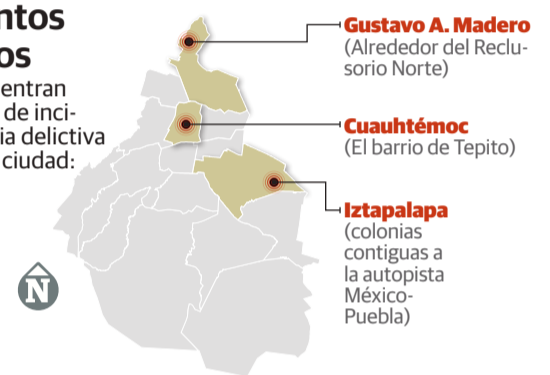 ntos
os
entran
de inci-
ia delictiva
ciudad:
Gustavo A. Madero
(Alrededor del Reclu-
sorio Norte)
Cuauhtémoc
(El barrio de Tepito)
Iztapalapa
(colonias
contiguas a
la autopista
México-
Puebla)
N